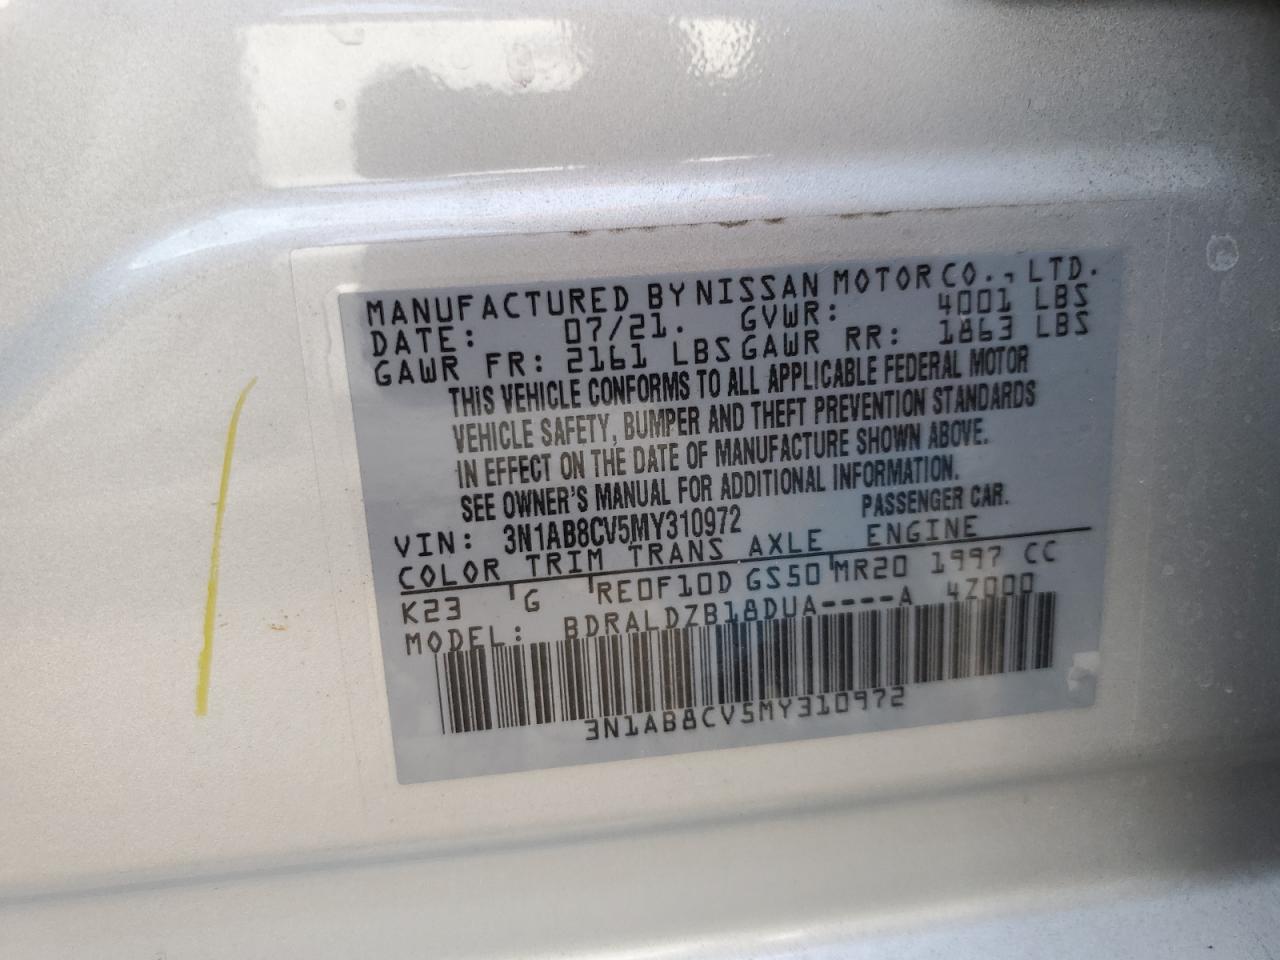 MANUFACTURED BY NISSAN MOTOR CO., LTD.
DATE: 07/21. GVWR: 4001 LBS
GAWR FR: 2161 LBS GAWR RR: 1863 LBS
THIS VEHICLE CONFORMS TO ALL APPLICABLE FEDERAL MOTOR
VEHICLE SAFETY, BUMPER AND THEFT PREVENTION STANDARDS
IN EFFECT ON THE DATE OF MANUFACTURE SHOWN ABOVE.
SEE OWNER'S MANUAL FOR ADDITIONAL INFORMATION.
VIN: 3N1AB8CV5MY310972 PASSENGER CAR.
COLOR TRIM TRANS AXLE ENGINE
K23 G RE0F10D GS50 MR20 1997 CC
MODEL: BDRALDZB18DUA----A 4Z000
3N1AB8CV5MY310972